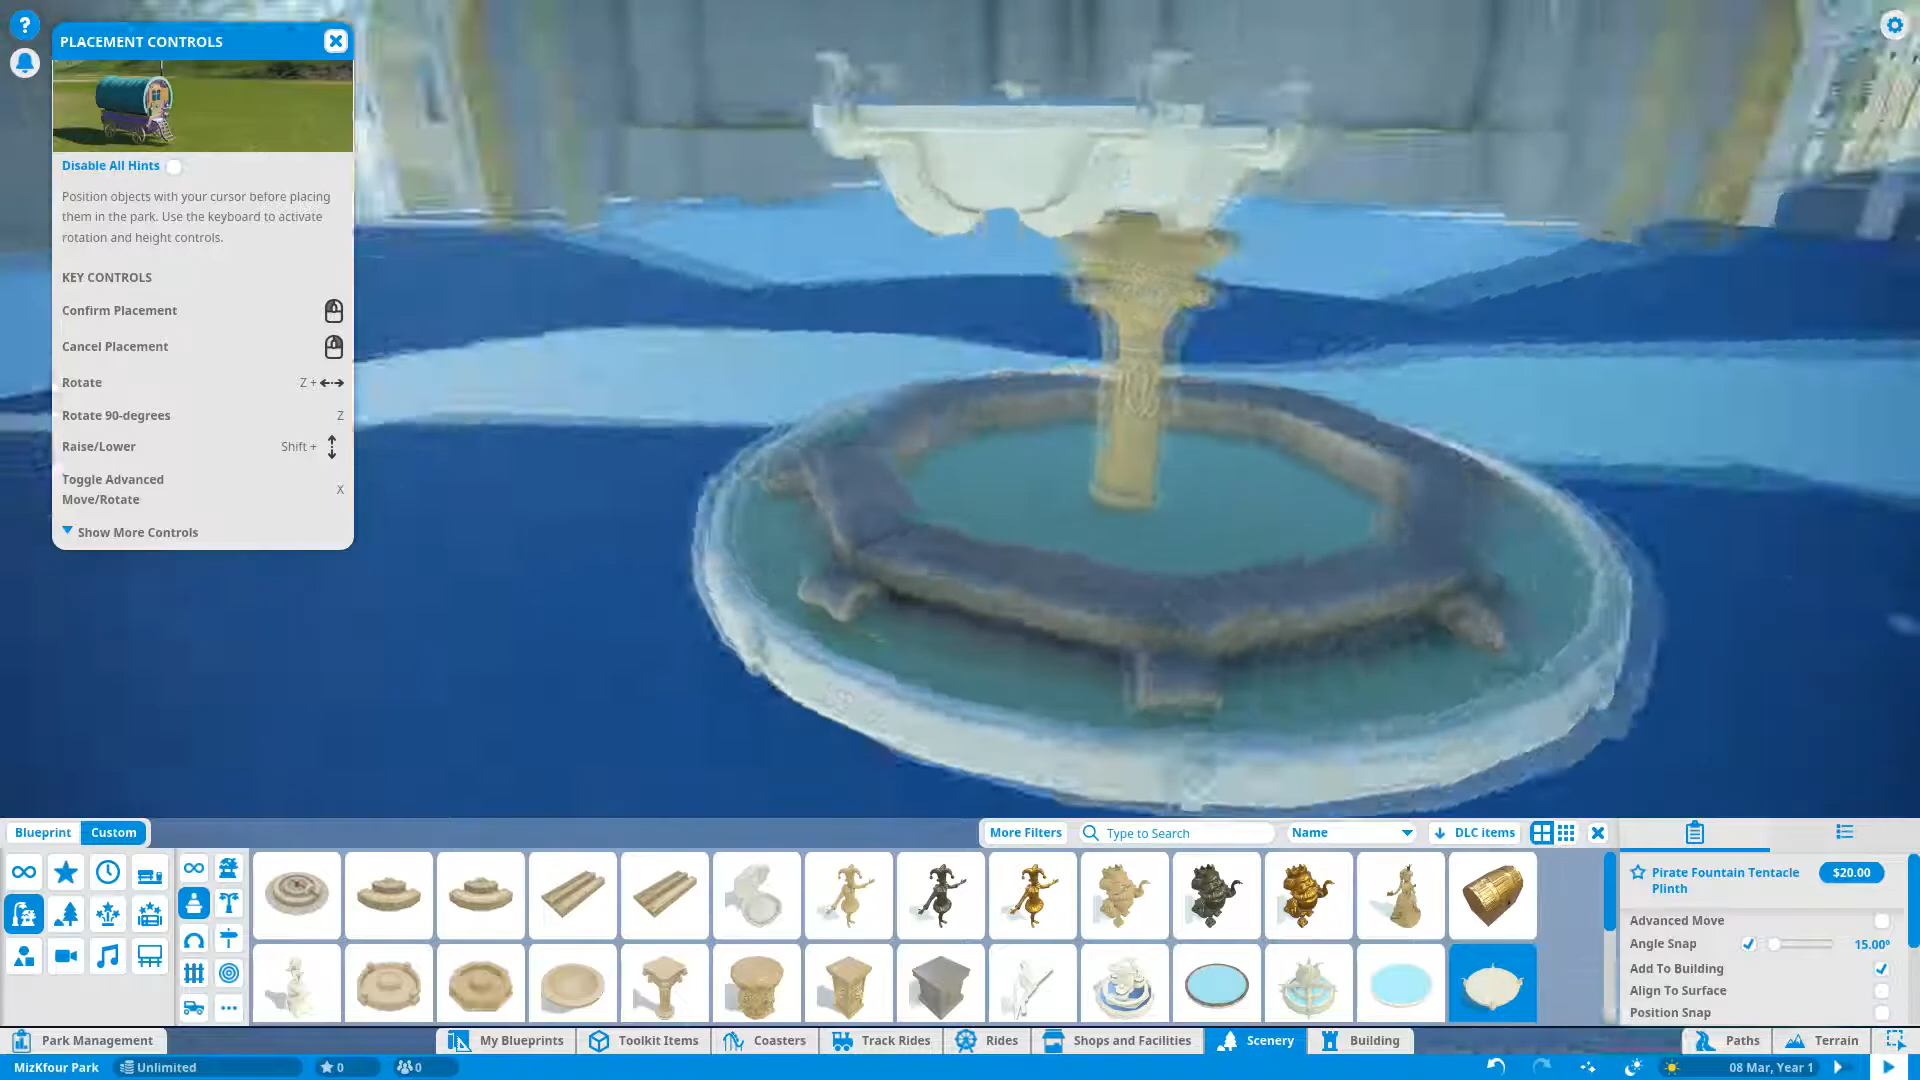 ?
PLACEMENT CONTROLS
Disable All Hints
Position objects with your cursor before placing
them in the park. Use the keyboard to activate
rotation and height controls.
KEY CONTROLS
Confirm Placement
Cancel Placement
Rotate Z +
Rotate 90-degrees Z
Raise/Lower Shift +
Toggle Advanced
Move/Rotate X
Show More Controls
Blueprint Custom More Filters Type to Search Name DLC items
Pirate Fountain Tentacle
Plinth
$20.00
Advanced Move
Angle Snap 15.00°
Add To Building
Align To Surface
Position Snap
Park Management My Blueprints Toolkit Items Coasters Track Rides Rides Shops and Facilities Scenery Building Paths Terrain
MizKfour Park Unlimited 0 0 08 Mar, Year 1